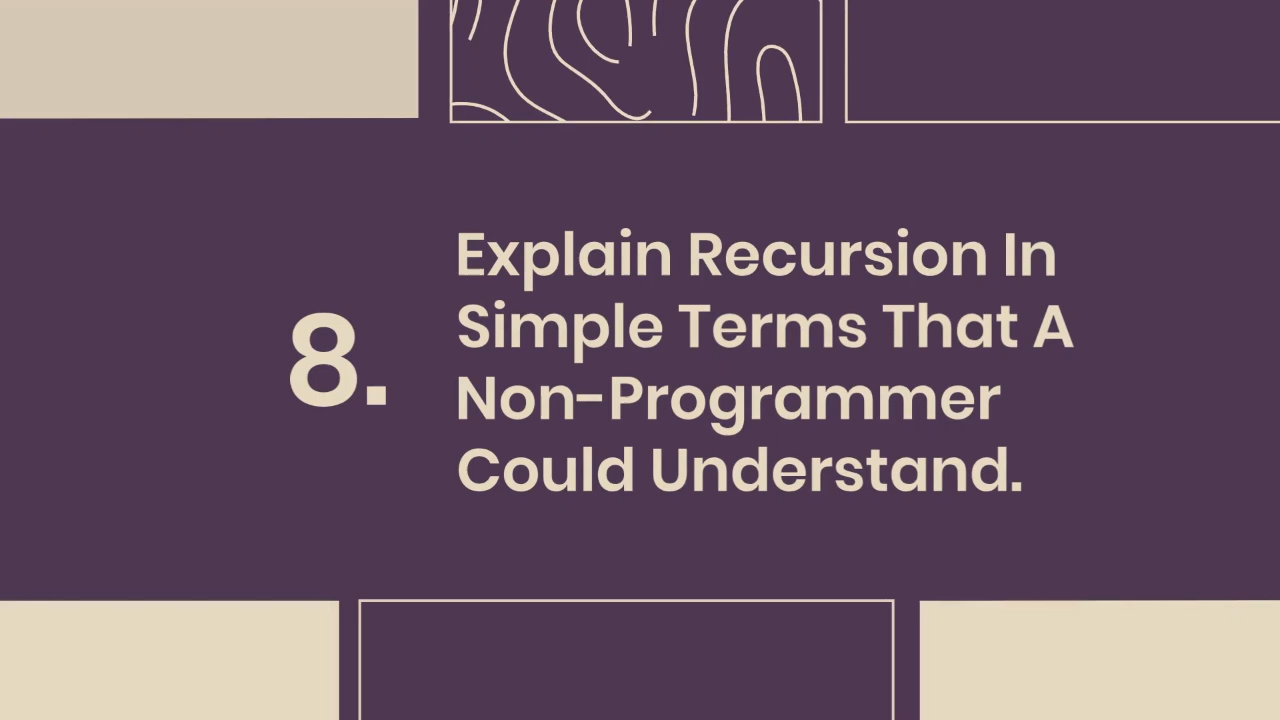 8.
Explain Recursion In
Simple Terms That A
Non-Programmer
Could Understand.